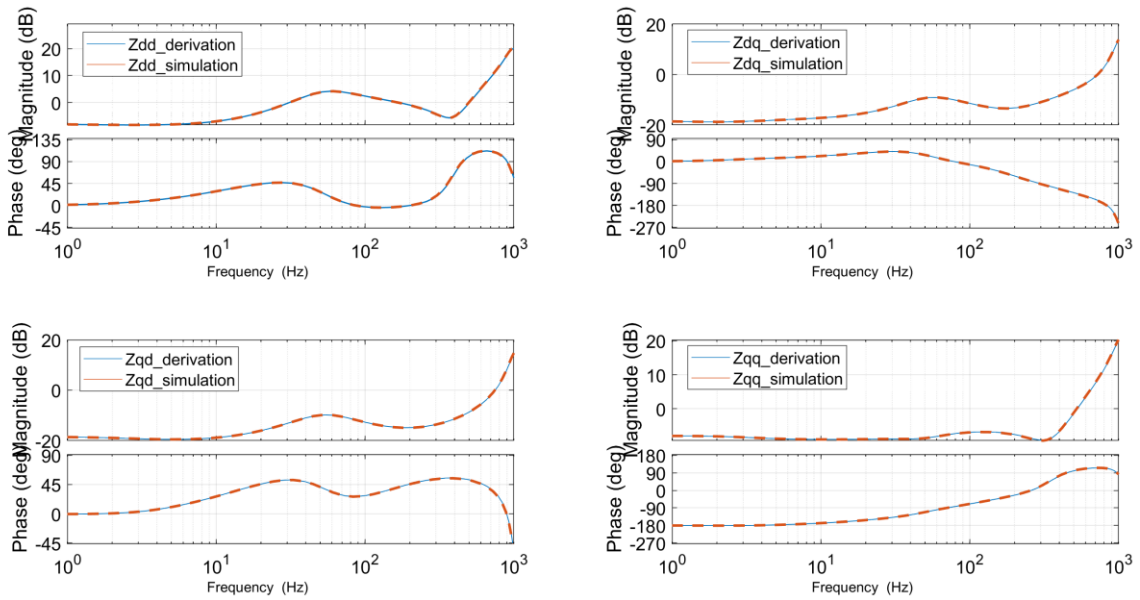 Magnitude (dB)
20
0
Zdd_derivation
Zdd_simulation
Phase (deg)
135
90
45
0
-45
10^0
10^1
10^2
10^3
Frequency (Hz)
Magnitude (dB)
20
0
-20
Zdq_derivation
Zdq_simulation
Phase (deg)
90
0
-90
-180
-270
10^0
10^1
10^2
10^3
Frequency (Hz)
Magnitude (dB)
20
0
-20
Zqd_derivation
Zqd_simulation
Phase (deg)
90
45
0
-45
10^0
10^1
10^2
10^3
Frequency (Hz)
Magnitude (dB)
20
10
0
Zqq_derivation
Zqq_simulation
Phase (deg)
180
90
0
-90
-180
-270
10^0
10^1
10^2
10^3
Frequency (Hz)